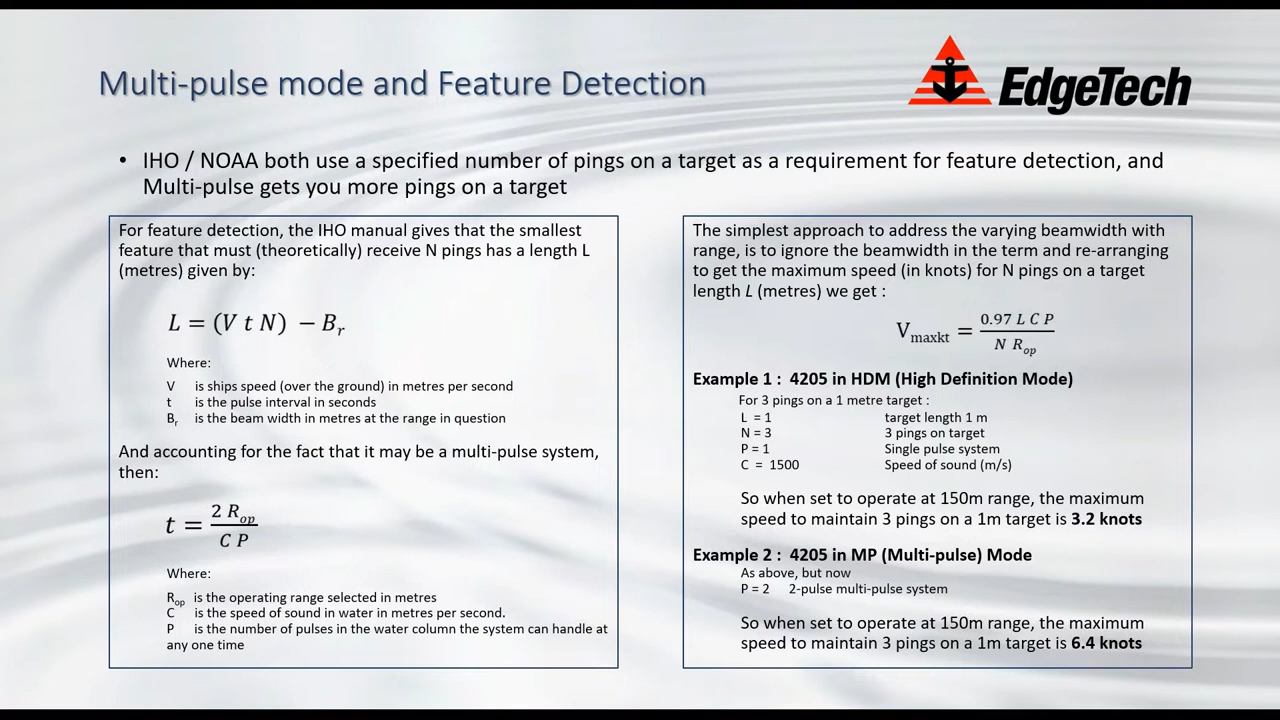 Multi-pulse mode and Feature Detection
EdgeTech
• IHO / NOAA both use a specified number of pings on a target as a requirement for feature detection, and
Multi-pulse gets you more pings on a target
For feature detection, the IHO manual gives that the smallest
feature that must (theoretically) receive N pings has a length L
(metres) given by:
L = (V t N) − Br
Where:
V is ships speed (over the ground) in metres per second
t is the pulse interval in seconds
Br is the beam width in metres at the range in question
And accounting for the fact that it may be a multi-pulse system,
then:
t = 2 Rop / C P
Where:
Rop is the operating range selected in metres
C is the speed of sound in water in metres per second.
P is the number of pulses in the water column the system can handle at
any one time
The simplest approach to address the varying beamwidth with
range, is to ignore the beamwidth in the term and re-arranging
to get the maximum speed (in knots) for N pings on a target
length L (metres) we get :
Vmaxkt = 0.97 L C P / N Rop
Example 1 : 4205 in HDM (High Definition Mode)
For 3 pings on a 1 metre target :
L = 1 target length 1 m
N = 3 3 pings on target
P = 1 Single pulse system
C = 1500 Speed of sound (m/s)
So when set to operate at 150m range, the maximum
speed to maintain 3 pings on a 1m target is 3.2 knots
Example 2 : 4205 in MP (Multi-pulse) Mode
As above, but now
P = 2 2-pulse multi-pulse system
So when set to operate at 150m range, the maximum
speed to maintain 3 pings on a 1m target is 6.4 knots